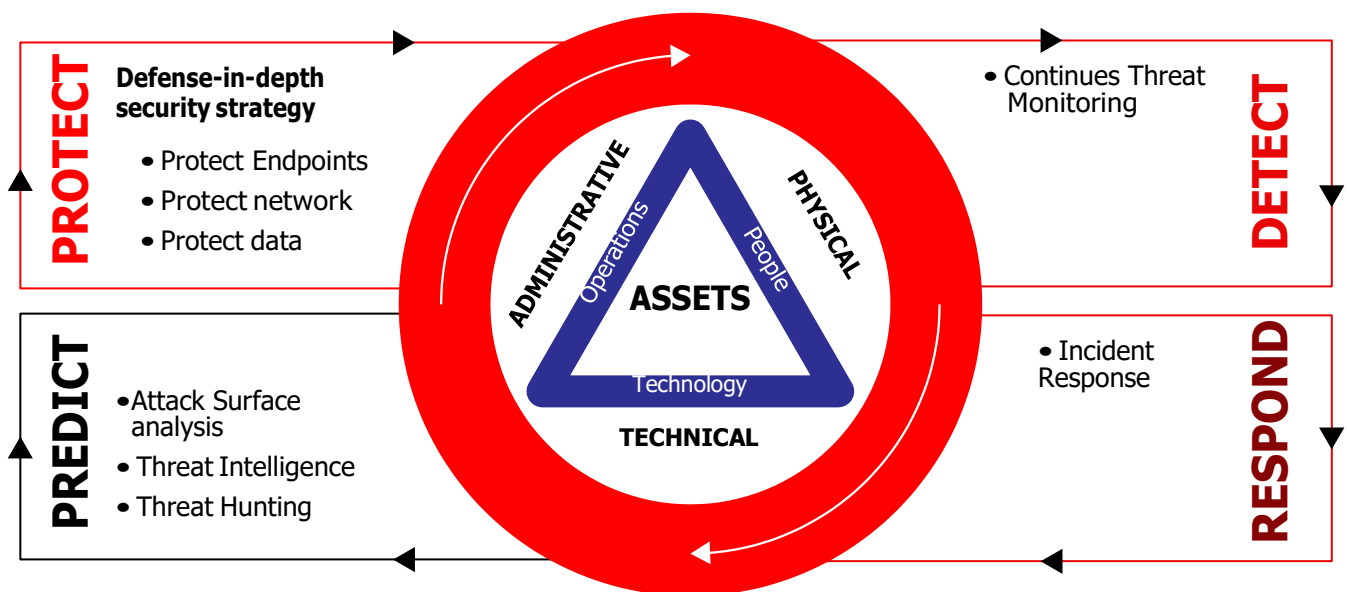 PROTECT
Defense-in-depth
security strategy
• Protect Endpoints
• Protect network
• Protect data
• Continues Threat
Monitoring
DETECT
ADMINISTRATIVE
PHYSICAL
Operations
People
ASSETS
Technology
TECHNICAL
PREDICT
•Attack Surface
analysis
• Threat Intelligence
• Threat Hunting
• Incident
Response
RESPOND